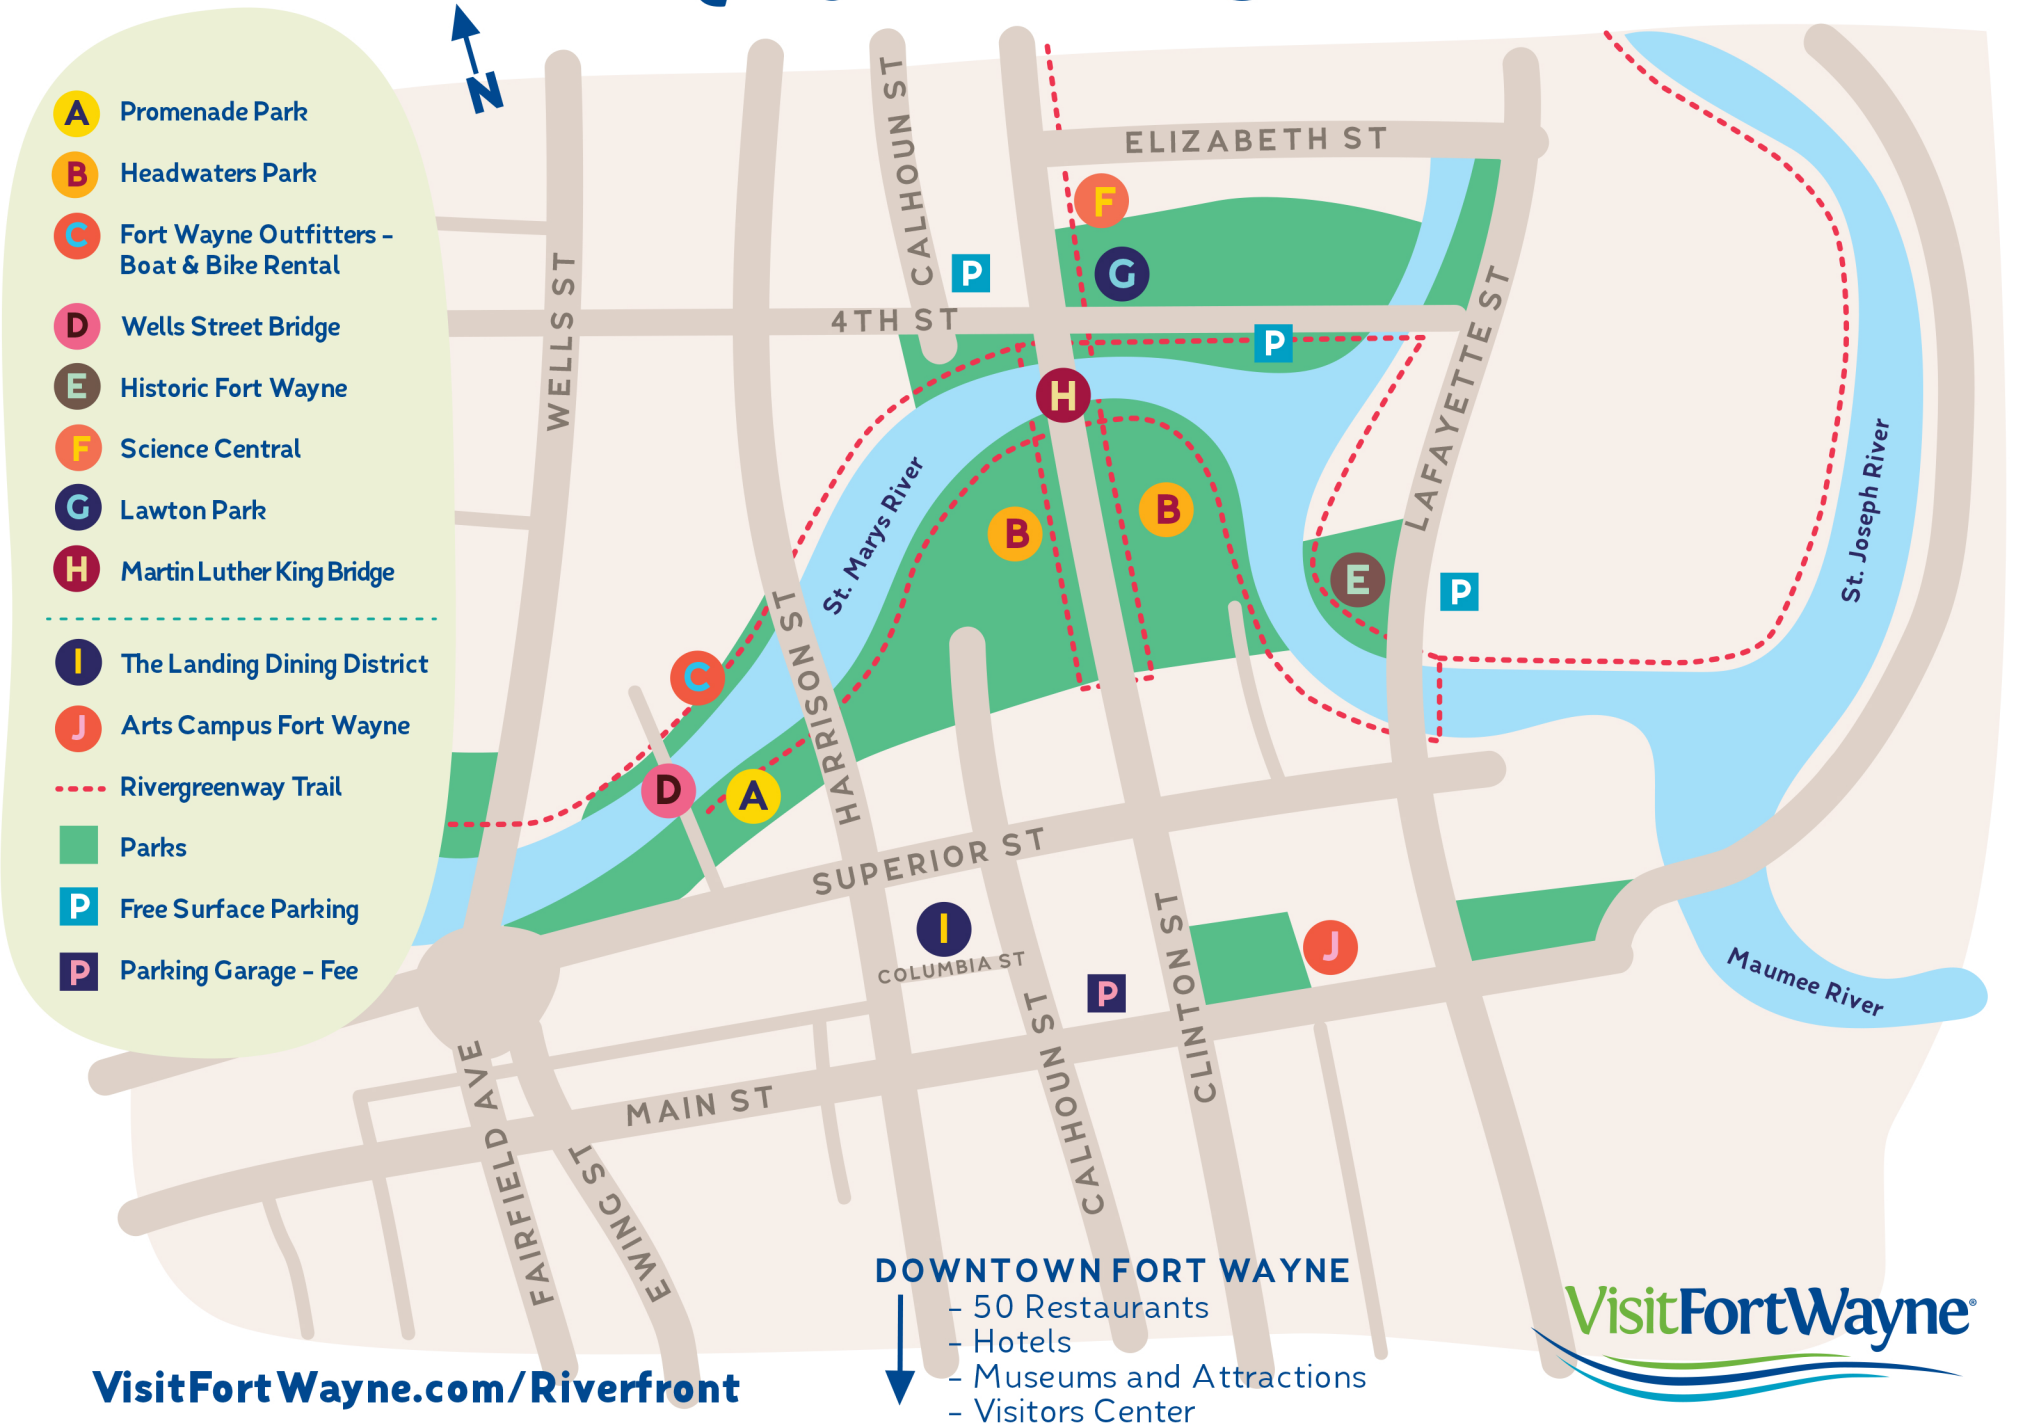 N
A Promenade Park
B Headwaters Park
C Fort Wayne Outfitters –
Boat & Bike Rental
D Wells Street Bridge
E Historic Fort Wayne
F Science Central
G Lawton Park
H Martin Luther King Bridge
I The Landing Dining District
J Arts Campus Fort Wayne
Rivergreenway Trail
Parks
P Free Surface Parking
P Parking Garage – Fee
WELLS ST
CALHOUN ST
ELIZABETH ST
F
G
P
4TH ST
P
H
LAFAYETTE ST
St. Marys River
St. Joseph River
B
B
E
P
HARRISON ST
C
D
A
SUPERIOR ST
I
COLUMBIA ST
P
J
CLINTON ST
Maumee River
CALHOUN ST
MAIN ST
FAIRFIELD AVE
EWING ST
DOWNTOWN FORT WAYNE
– 50 Restaurants
– Hotels
– Museums and Attractions
– Visitors Center
VisitFortWayne.com/Riverfront
VisitFortWayne®